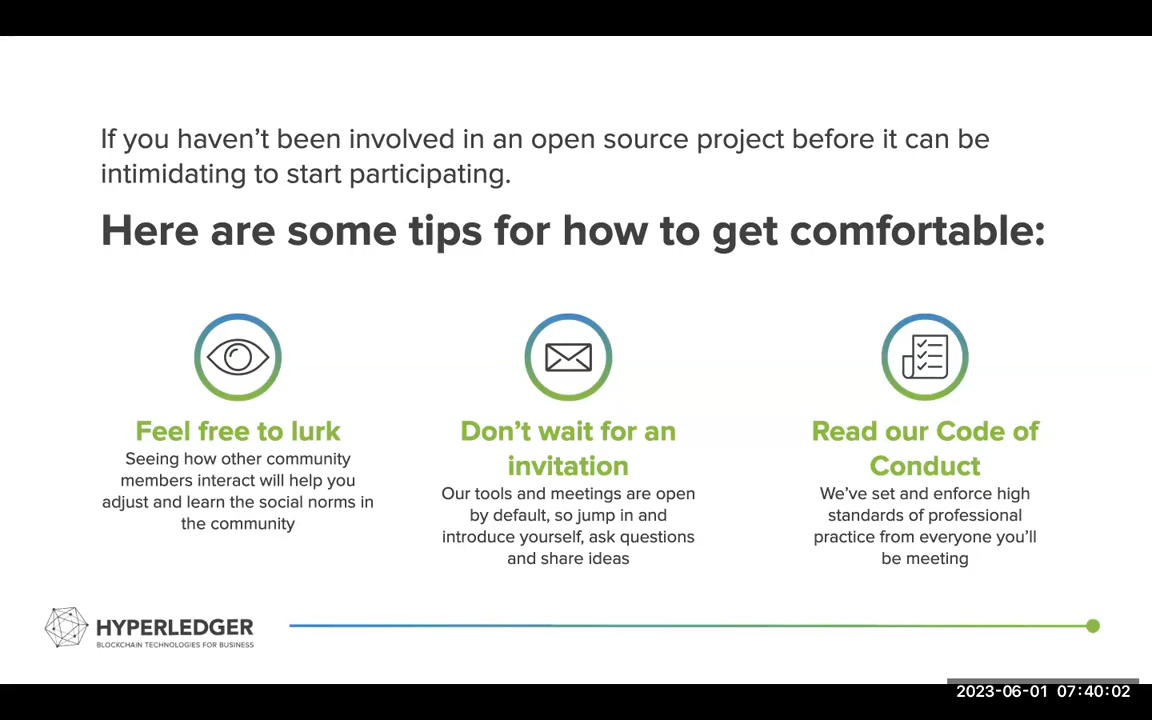 If you haven’t been involved in an open source project before it can be
intimidating to start participating.
Here are some tips for how to get comfortable:
Feel free to lurk
Seeing how other community
members interact will help you
adjust and learn the social norms in
the community
Don’t wait for an
invitation
Our tools and meetings are open
by default, so jump in and
introduce yourself, ask questions
and share ideas
Read our Code of
Conduct
We’ve set and enforce high
standards of professional
practice from everyone you’ll
be meeting
HYPERLEDGER
BLOCKCHAIN TECHNOLOGIES FOR BUSINESS
2023-06-01 07:40:02